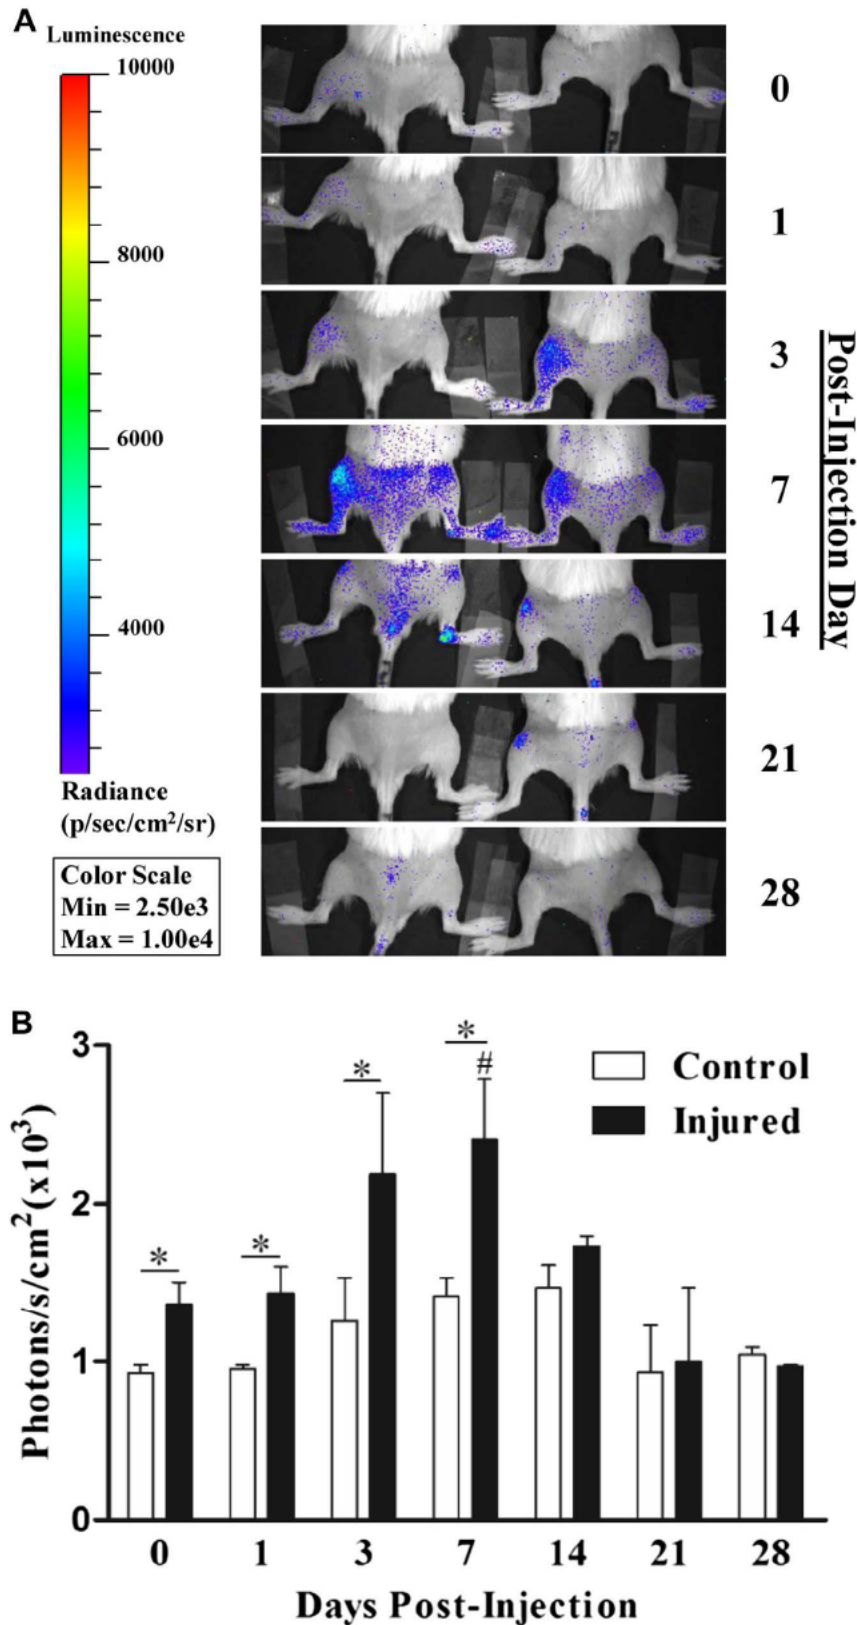 A
Luminescence
10000
8000
6000
4000
Radiance
(p/sec/cm²/sr)
Color Scale
Min = 2.50e3
Max = 1.00e4
0
1
3
7
14
21
28
Post-Injection Day
B
Photons/s/cm² (x10³)
3
2
1
0
* * * * #
Control
Injured
0 1 3 7 14 21 28
Days Post-Injection